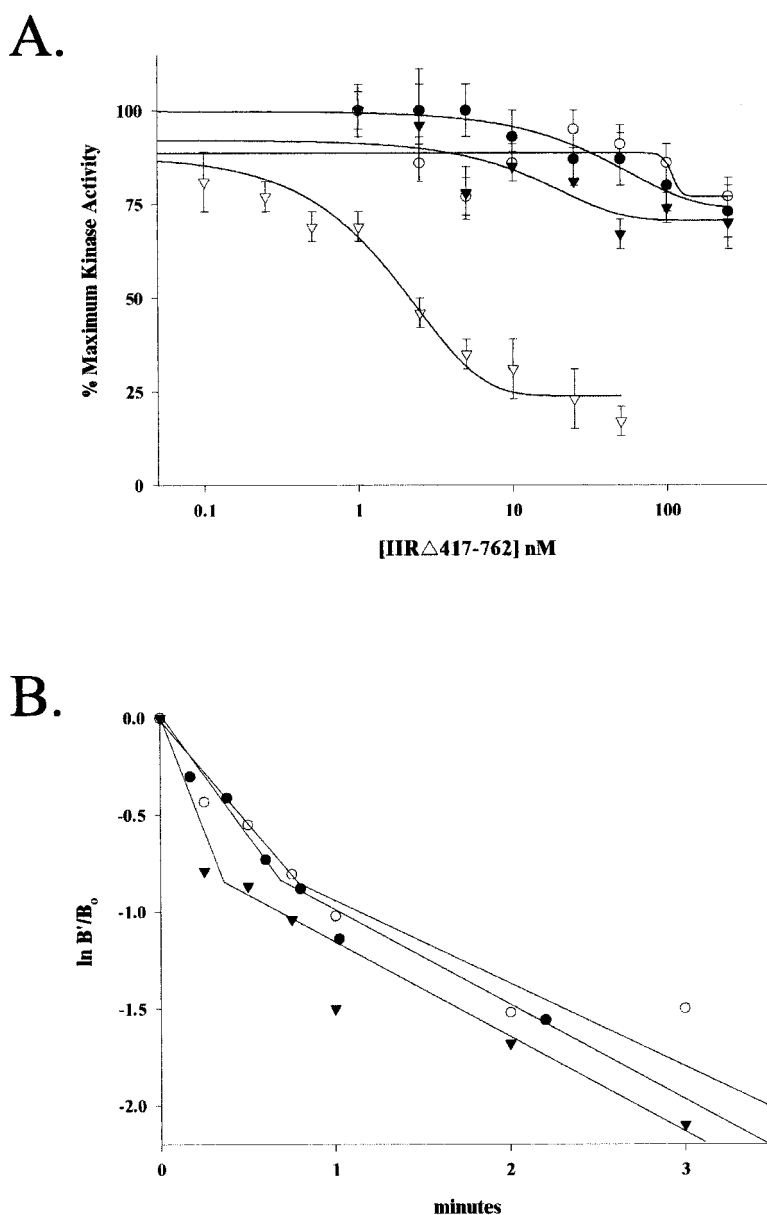 A.
100
75
50
25
0
% Maximum Kinase Activity
0.1 1 10 100
[IIR△417-762] nM
B.
0.0
-0.5
-1.0
-1.5
-2.0
ln B'/Bo
0 1 2 3
minutes